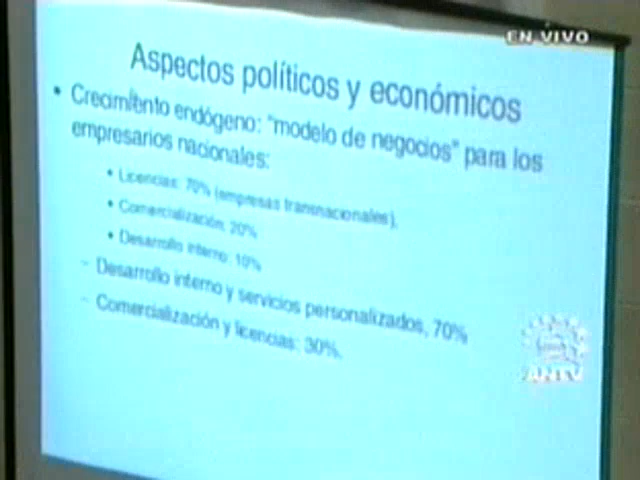 EN VIVO
Aspectos políticos y económicos
• Crecimiento endógeno: "modelo de negocios" para los
empresarios nacionales:
• Licencias: 70% (empresas transnacionales),
• Comercialización, 20%
• Desarrollo interno: 10%
– Desarrollo interno y servicios personalizados, 70%
– Comercialización y licencias: 30%.
ANTV